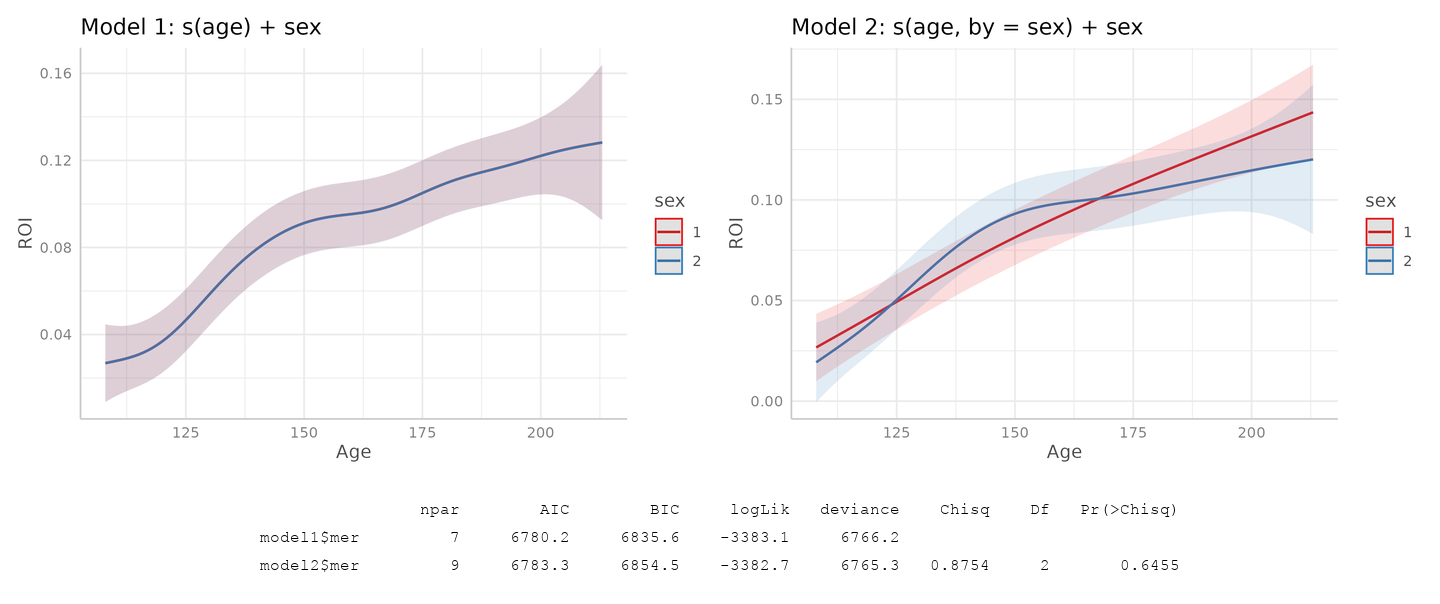 Model 1: s(age) + sex
0.16
0.12
0.08
0.04
ROI
125 150 175 200
Age
sex
1
2
Model 2: s(age, by = sex) + sex
0.15
0.10
0.05
0.00
ROI
125 150 175 200
Age
sex
1
2
npar AIC BIC logLik deviance Chisq Df Pr(>Chisq)
model1$mer 7 6780.2 6835.6 -3383.1 6766.2
model2$mer 9 6783.3 6854.5 -3382.7 6765.3 0.8754 2 0.6455